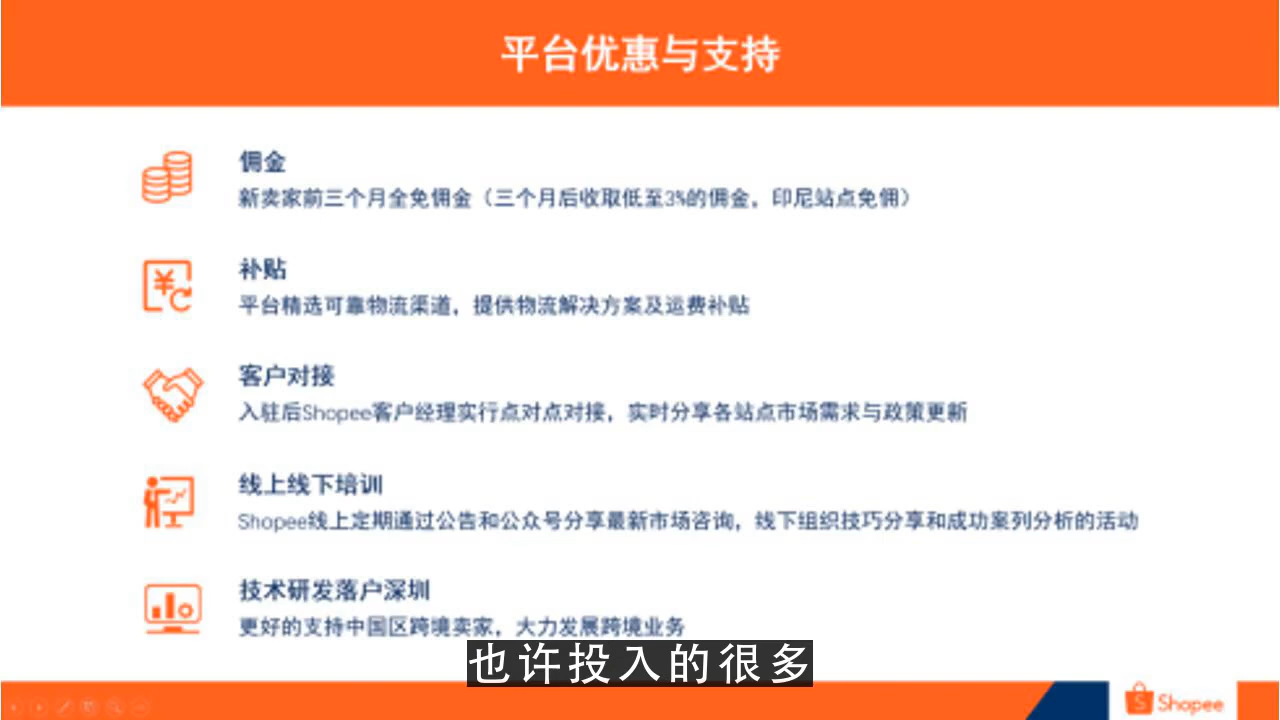 平台优惠与支持
佣金
新卖家前三个月全免佣金（三个月后收取低至3%的佣金，印尼站点免佣）
补贴
平台精选可靠物流渠道，提供物流解决方案及运费补贴
客户对接
入驻后Shopee客户经理实行点对点对接，实时分享各站点市场需求与政策更新
线上线下培训
Shopee线上定期通过公告和公众号分享最新市场咨询，线下组织技巧分享和成功案列分析的活动
技术研发落户深圳
更好的支持中国区跨境卖家，大力发展跨境业务
也许投入的很多
Shopee